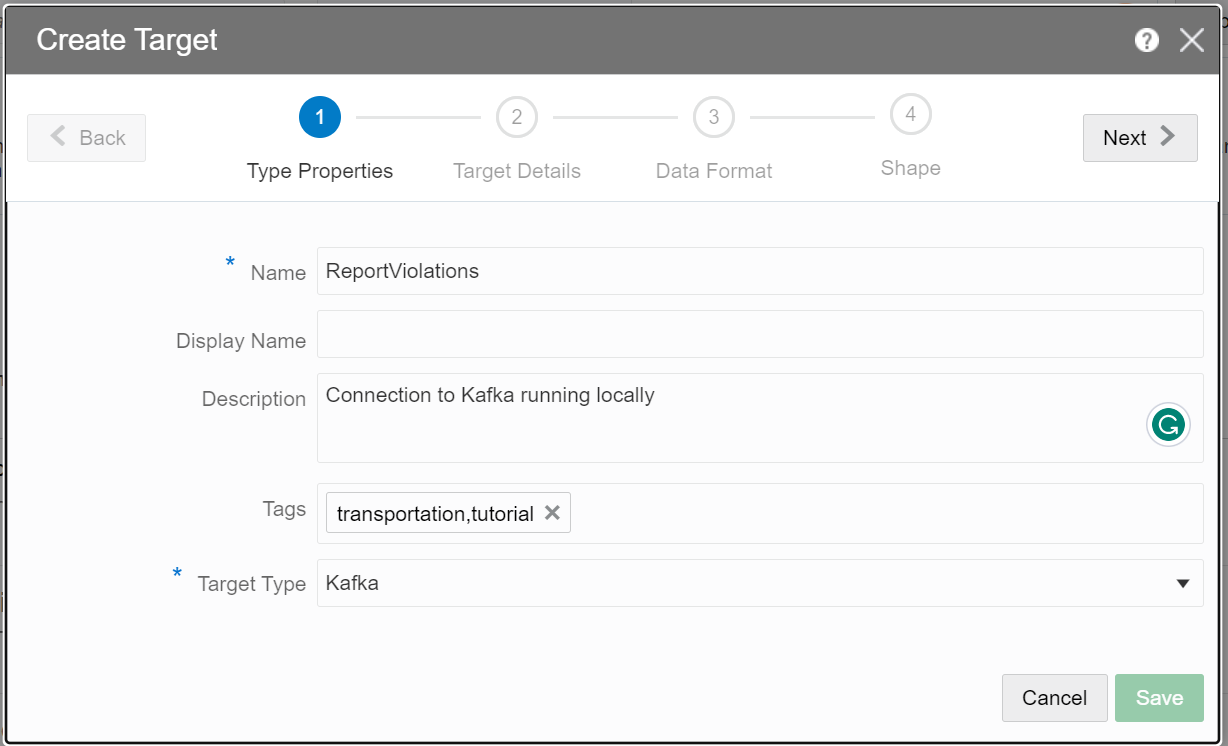 Create Target
?
Back
1
2
3
4
Next
Type Properties
Target Details
Data Format
Shape
* Name
ReportViolations
Display Name
Description
Connection to Kafka running locally
G
Tags
transportation,tutorial
* Target Type
Kafka
Cancel
Save